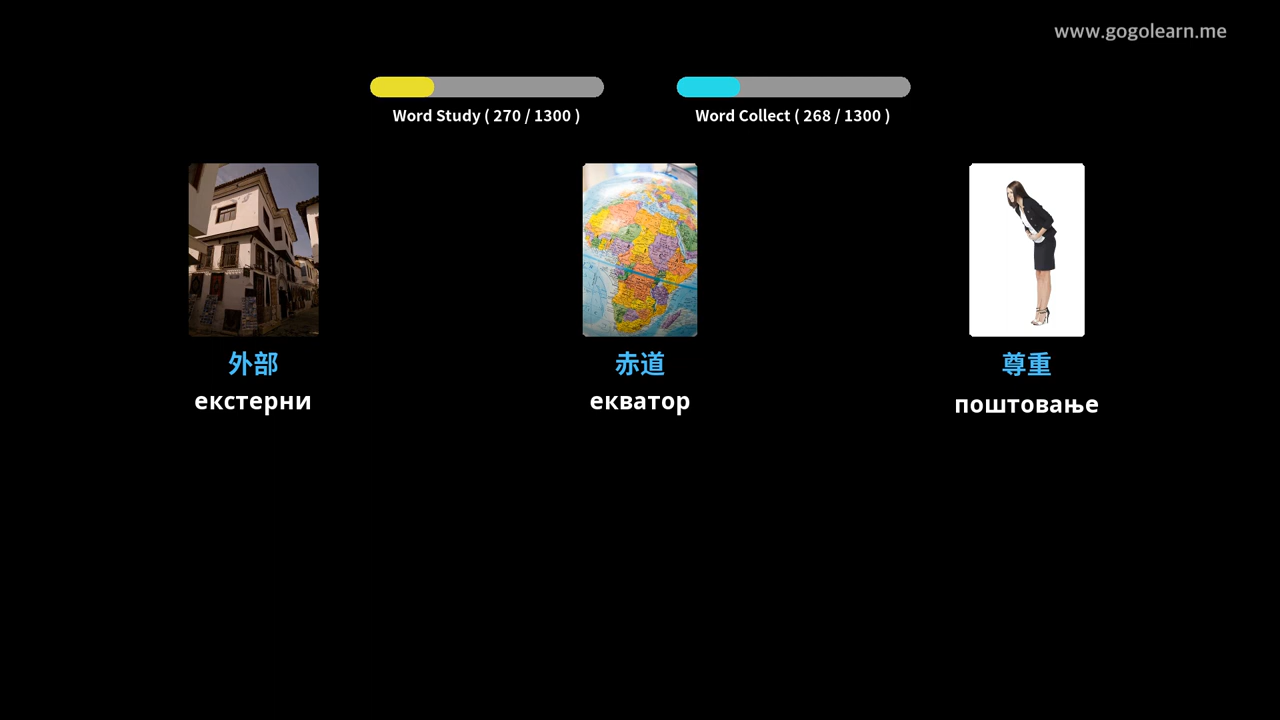 www.gogolearn.me
Word Study ( 270 / 1300 )
Word Collect ( 268 / 1300 )
外部
赤道
尊重
екстерни
екватор
поштовање